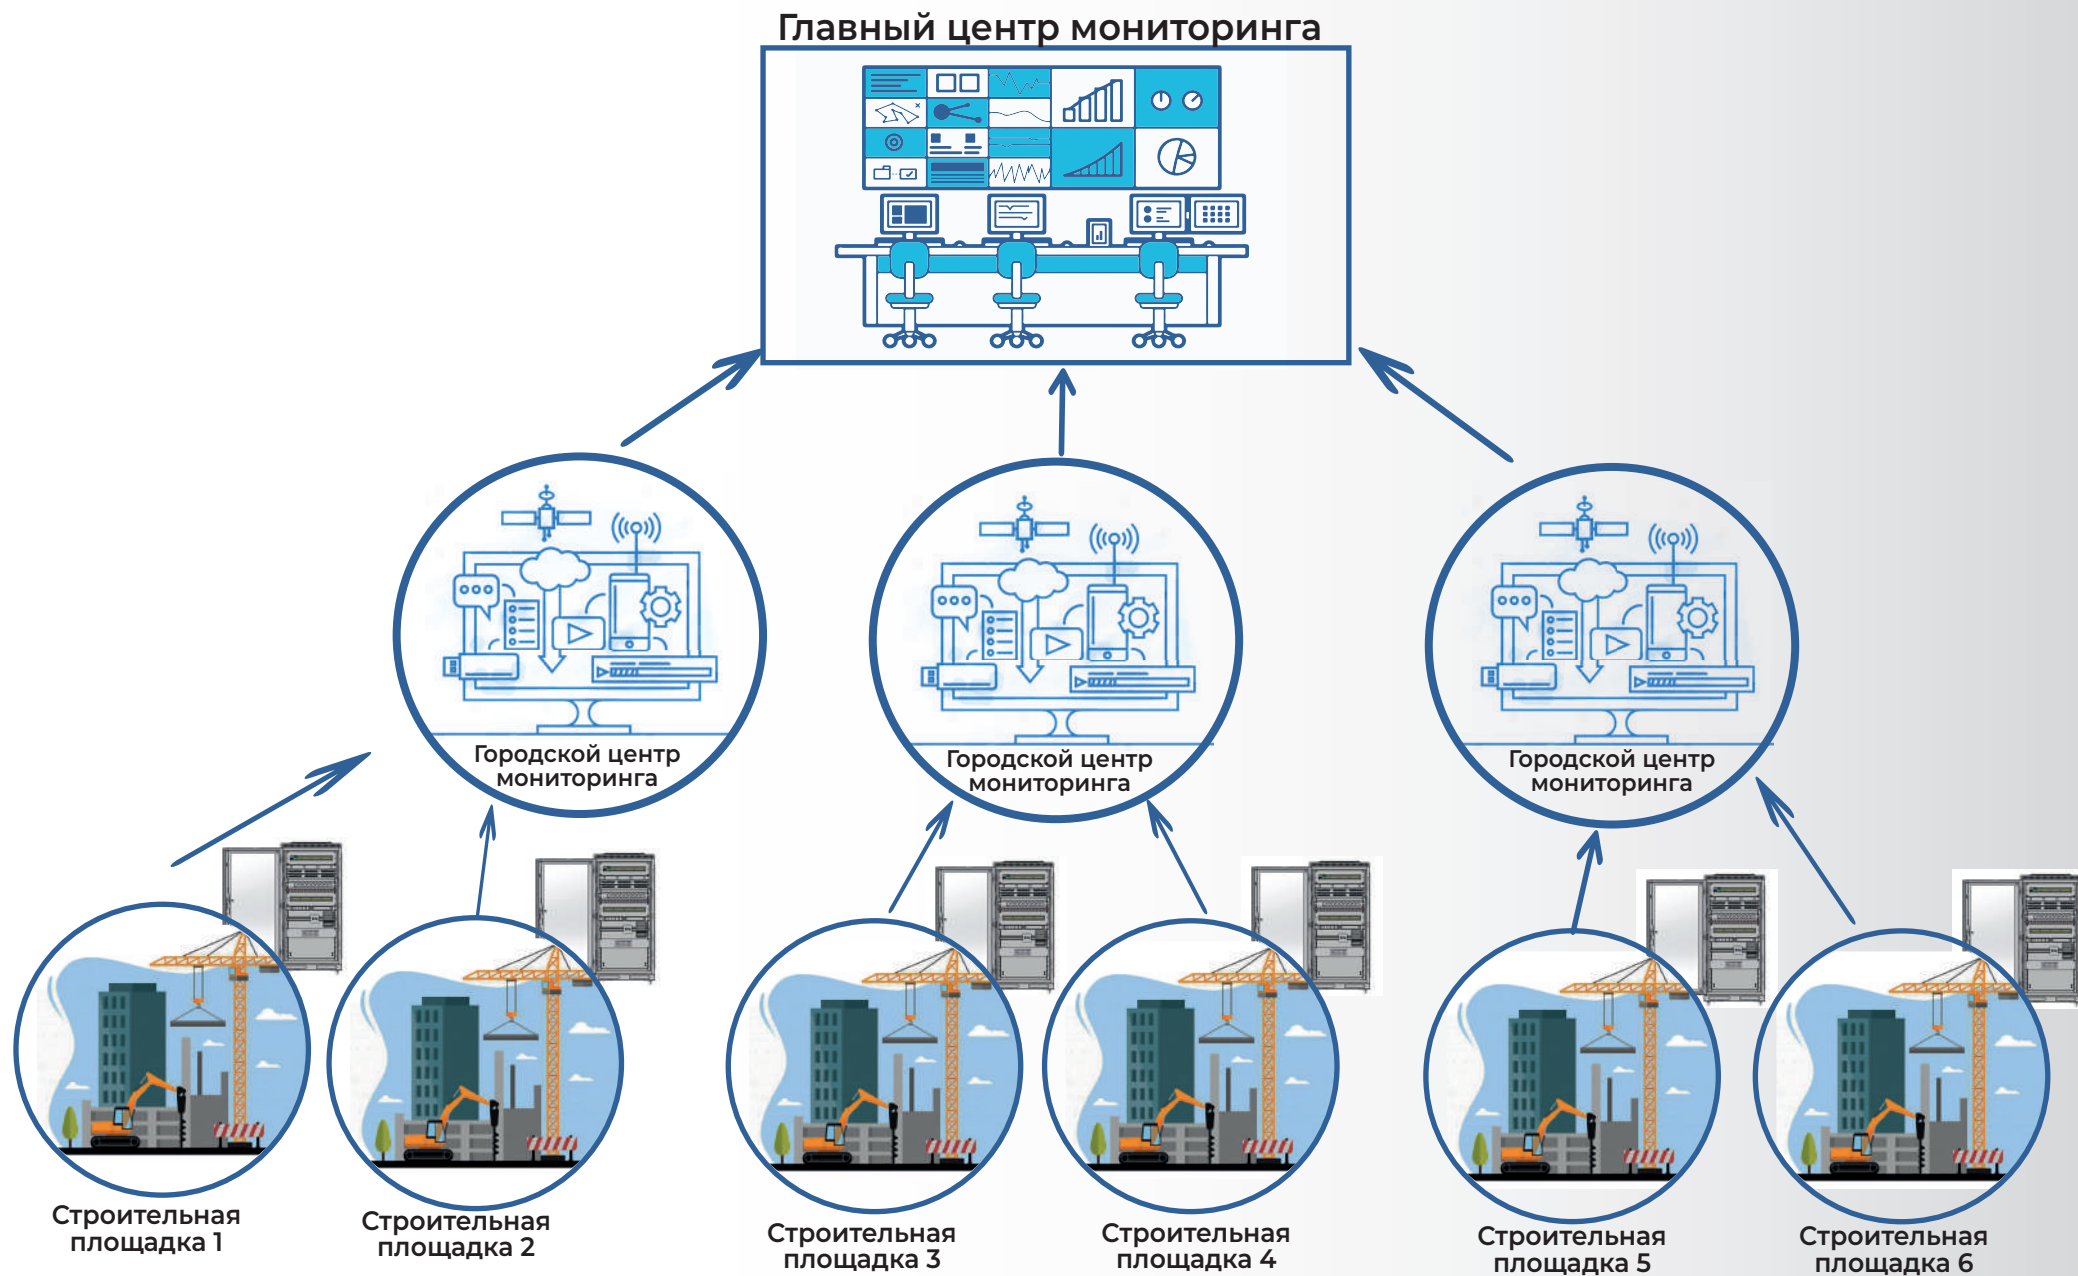 Главный центр мониторинга
Городской центр
мониторинга
Городской центр
мониторинга
Городской центр
мониторинга
Строительная
площадка 1
Строительная
площадка 2
Строительная
площадка 3
Строительная
площадка 4
Строительная
площадка 5
Строительная
площадка 6